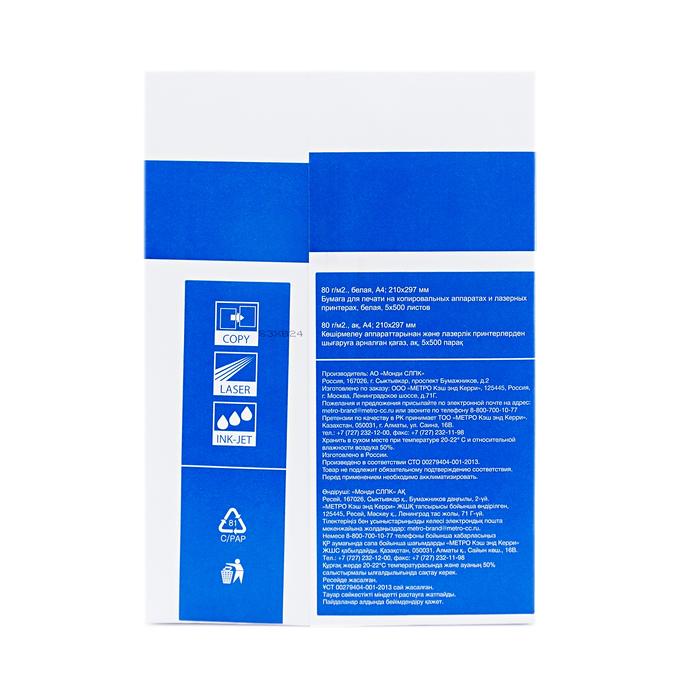 COPY
LASER
INK-JET
81
C/PAP
S3X824
80 г/м2., белая, А4; 210х297 мм
Бумага для печати на копировальных аппаратах и лазерных
принтерах, белая, 5х500 листов
80 г/м2., ақ, А4; 210х297 мм
Көшірмелеу аппараттарынан және лазерлік принтерлерден
шығаруға арналған қағаз, ақ, 5х500 парақ
Производитель: АО «Монди СЛПК»
Россия, 167026, г. Сыктывкар, проспект Бумажников, д.2
Изготовлено по заказу: ООО «МЕТРО Кэш энд Керри», 125445, Россия,
г. Москва, Ленинградское шоссе, д.71Г.
Пожелания и предложения присылайте по электронной почте на адрес:
metro-brand@metro-cc.ru или звоните по телефону 8-800-700-10-77
Претензии по качеству в РК принимает ТОО «МЕТРО Кэш энд Керри».
Казахстан, 050031, г. Алматы, ул. Саина, 16В.
тел.: +7 (727) 232-12-00, факс: +7 (727) 232-11-98
Хранить в сухом месте при температуре 20-22° С и относительной
влажности воздуха 50%.
Изготовлено в России.
Произведено в соответствии СТО 00279404-001-2013.
Товар не подлежит обязательному подтверждению соответствия.
Перед применением необходимо акклиматизировать.
Өндіруші: «Монди СЛПК» АҚ
Ресей, 167026, Сыктывкар қ., Бумажников даңғылы, 2-үй.
«МЕТРО Кэш энд Керри» ЖШҚ тапсырысы бойынша өндірілген,
125445, Ресей, Мәскеу қ., Ленинград тас жолы, 71 Г-үй.
Тілектеріңіз бен ұсыныстарыңызды келесі электрондық пошта
мекенжайына жолдаңыздар: metro-brand@metro-cc.ru.
Немесе 8-800-700-10-77 телефоны бойынша хабарласыңыз
ҚР аумағында сапа бойынша шағымдарды «МЕТРО Кэш энд Керри»
ЖШС қабылдайды. Қазақстан, 050031, Алматы қ., Сайын көш., 16В.
Тел.: +7 (727) 232-12-00, факс: +7 (727) 232-11-98
Құрғақ жерде 20-22°С температурасында және ауаның 50%
салыстырмалы ылғалдылығында сақтау керек.
Ресейде жасалған.
ҰСТ 00279404-001-2013 сай жасалған.
Тауар сәйкестікті міндетті растауға жатпайды.
Пайдаланар алдында бейімдендіру қажет.